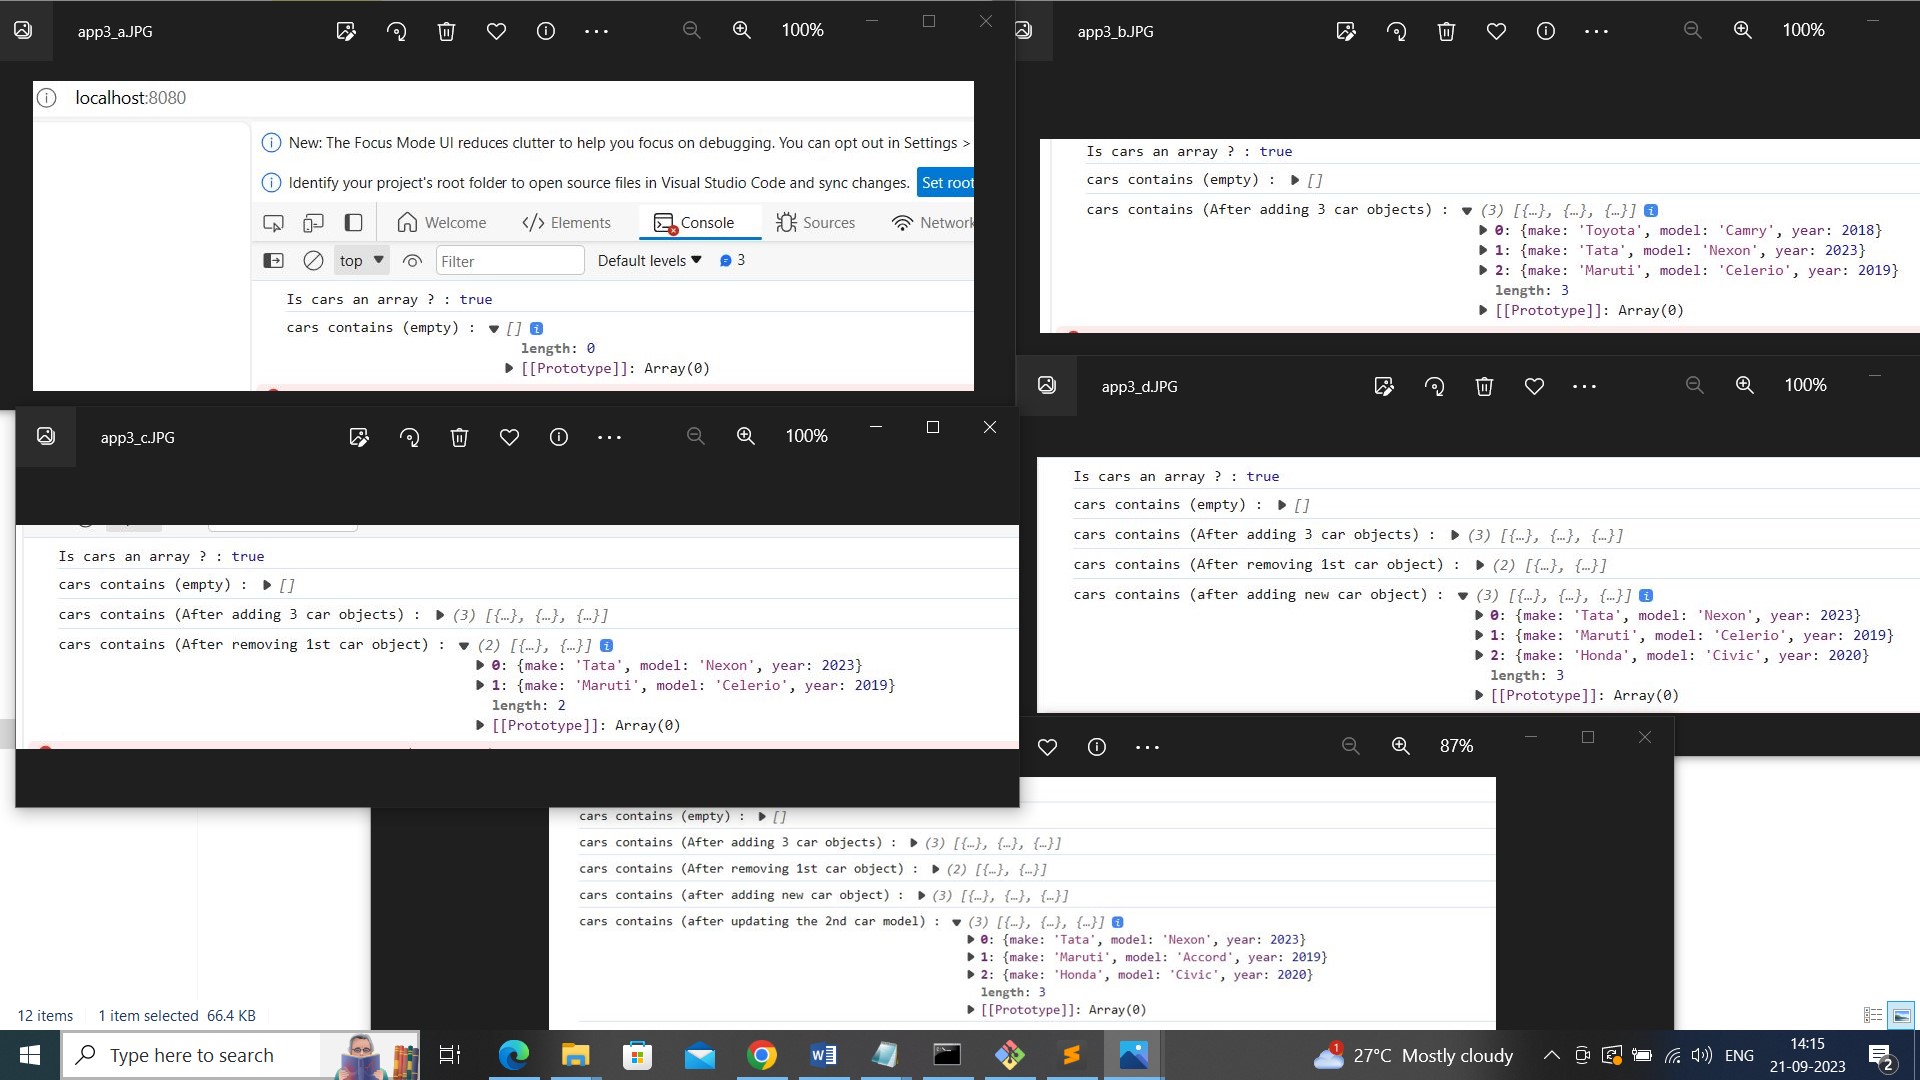 app3_a.JPG
100%
localhost:8080
New: The Focus Mode UI reduces clutter to help you focus on debugging. You can opt out in Settings >
Identify your project's root folder to open source files in Visual Studio Code and sync changes.
Set root
Welcome
Elements
Console
Sources
Network
top
Filter
Default levels
3
Is cars an array ? : true
cars contains (empty) : ▼ []
length: 0
▶ [[Prototype]]: Array(0)
app3_b.JPG
100%
Is cars an array ? : true
cars contains (empty) : ▶ []
cars contains (After adding 3 car objects) : ▼ (3) [{…}, {…}, {…}]
▶ 0: {make: 'Toyota', model: 'Camry', year: 2018}
▶ 1: {make: 'Tata', model: 'Nexon', year: 2023}
▶ 2: {make: 'Maruti', model: 'Celerio', year: 2019}
length: 3
▶ [[Prototype]]: Array(0)
app3_c.JPG
100%
Is cars an array ? : true
cars contains (empty) : ▶ []
cars contains (After adding 3 car objects) : ▶ (3) [{…}, {…}, {…}]
cars contains (After removing 1st car object) : ▼ (2) [{…}, {…}]
▶ 0: {make: 'Tata', model: 'Nexon', year: 2023}
▶ 1: {make: 'Maruti', model: 'Celerio', year: 2019}
length: 2
▶ [[Prototype]]: Array(0)
app3_d.JPG
100%
Is cars an array ? : true
cars contains (empty) : ▶ []
cars contains (After adding 3 car objects) : ▶ (3) [{…}, {…}, {…}]
cars contains (After removing 1st car object) : ▶ (2) [{…}, {…}]
cars contains (after adding new car object) : ▼ (3) [{…}, {…}, {…}]
▶ 0: {make: 'Tata', model: 'Nexon', year: 2023}
▶ 1: {make: 'Maruti', model: 'Celerio', year: 2019}
▶ 2: {make: 'Honda', model: 'Civic', year: 2020}
length: 3
▶ [[Prototype]]: Array(0)
87%
cars contains (empty) : ▶ []
cars contains (After adding 3 car objects) : ▶ (3) [{…}, {…}, {…}]
cars contains (After removing 1st car object) : ▶ (2) [{…}, {…}]
cars contains (after adding new car object) : ▶ (3) [{…}, {…}, {…}]
cars contains (after updating the 2nd car model) : ▼ (3) [{…}, {…}, {…}]
▶ 0: {make: 'Tata', model: 'Nexon', year: 2023}
▶ 1: {make: 'Maruti', model: 'Accord', year: 2019}
▶ 2: {make: 'Honda', model: 'Civic', year: 2020}
length: 3
▶ [[Prototype]]: Array(0)
12 items 1 item selected 66.4 KB
Type here to search
1
27°C Mostly cloudy
ENG
14:15
21-09-2023
2